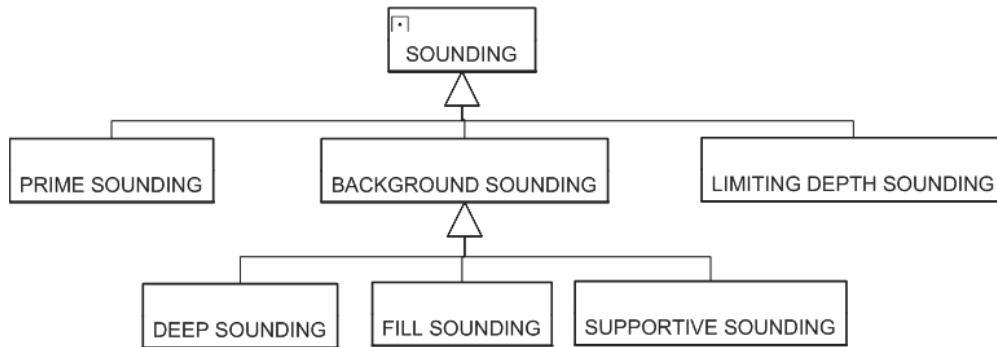 SOUNDING
PRIME SOUNDING
BACKGROUND SOUNDING
LIMITING DEPTH SOUNDING
DEEP SOUNDING
FILL SOUNDING
SUPPORTIVE SOUNDING